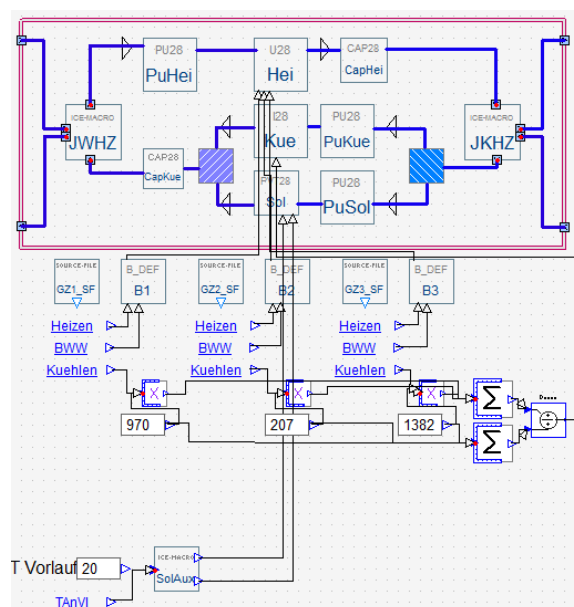 PU28
PuHei
U28
Hei
CAP28
CapHei
ICE-MACRO
JWHZ
ICE-MACRO
JKHZ
I28
Kue
PU28
PuKue
CAP28
CapKue
Sol
PU28
PuSol
SOURCE-FILE
GZ1_SF
B_DEF
B1
SOURCE-FILE
GZ2_SF
B_DEF
B2
SOURCE-FILE
GZ3_SF
B_DEF
B3
Heizen
Heizen
Heizen
BWW
BWW
BWW
Kuehlen
Kuehlen
Kuehlen
X
X
X
Σ
970
207
1382
Σ
÷
T Vorlauf 20
ICE-MACRO
SolAux
TAnVl